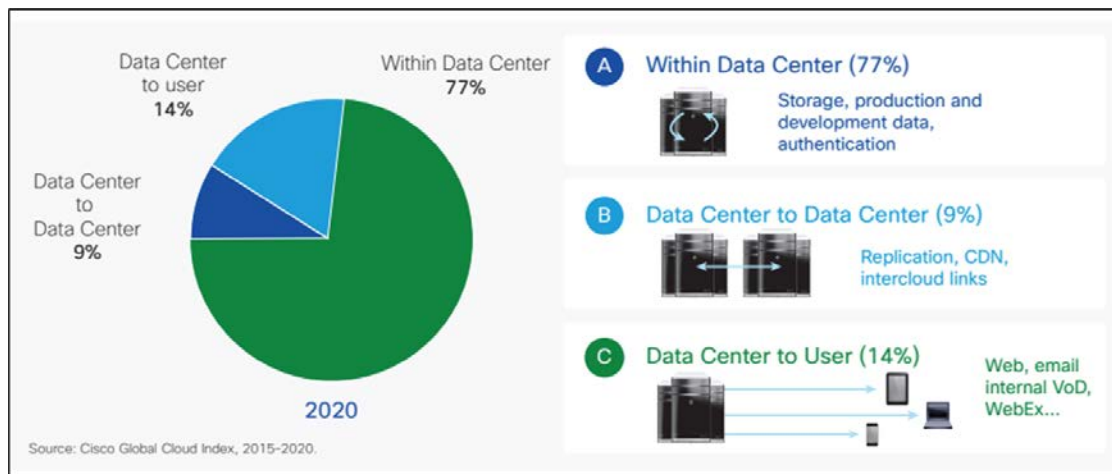 Data Center
to user
14%
Within Data Center
77%
Data Center
to
Data Center
9%
2020
Source: Cisco Global Cloud Index, 2015–2020.
A
Within Data Center (77%)
Storage, production and
development data,
authentication
B
Data Center to Data Center (9%)
Replication, CDN,
intercloud links
C
Data Center to User (14%)
Web, email
internal VoD,
WebEx...